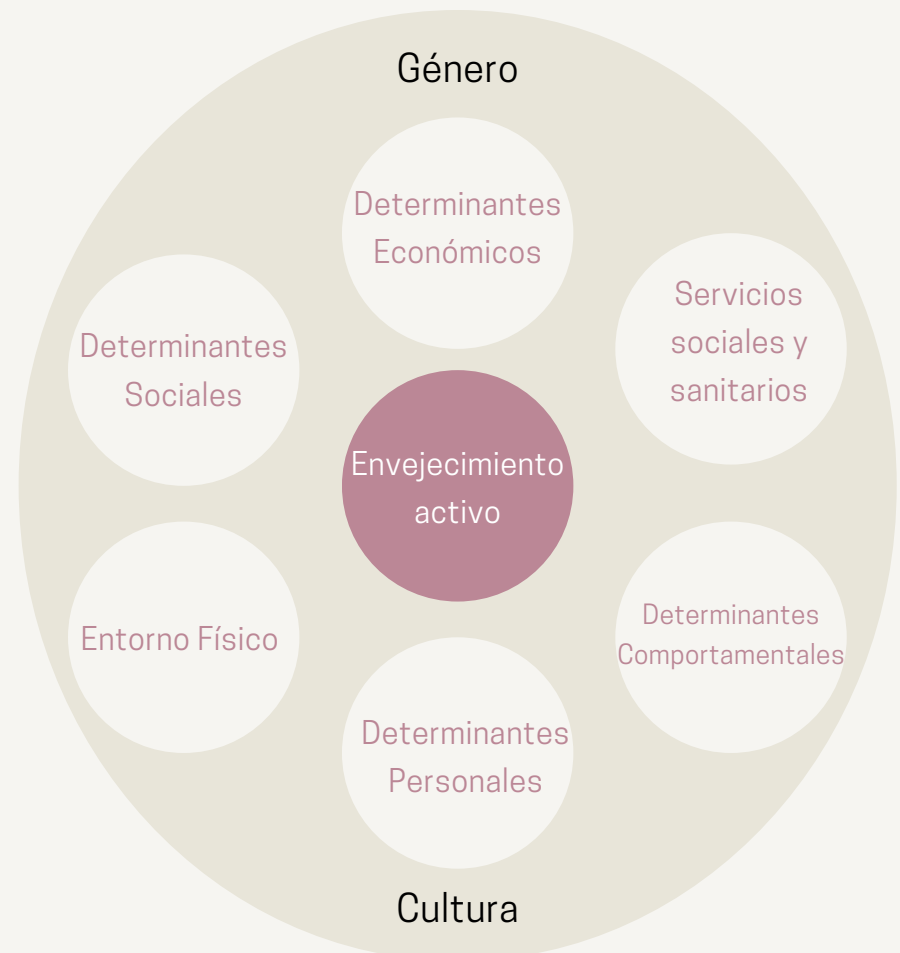 Género
Determinantes
Económicos
Servicios
sociales y
sanitarios
Determinantes
Sociales
Envejecimiento
activo
Entorno Físico
Determinantes
Comportamentales
Determinantes
Personales
Cultura